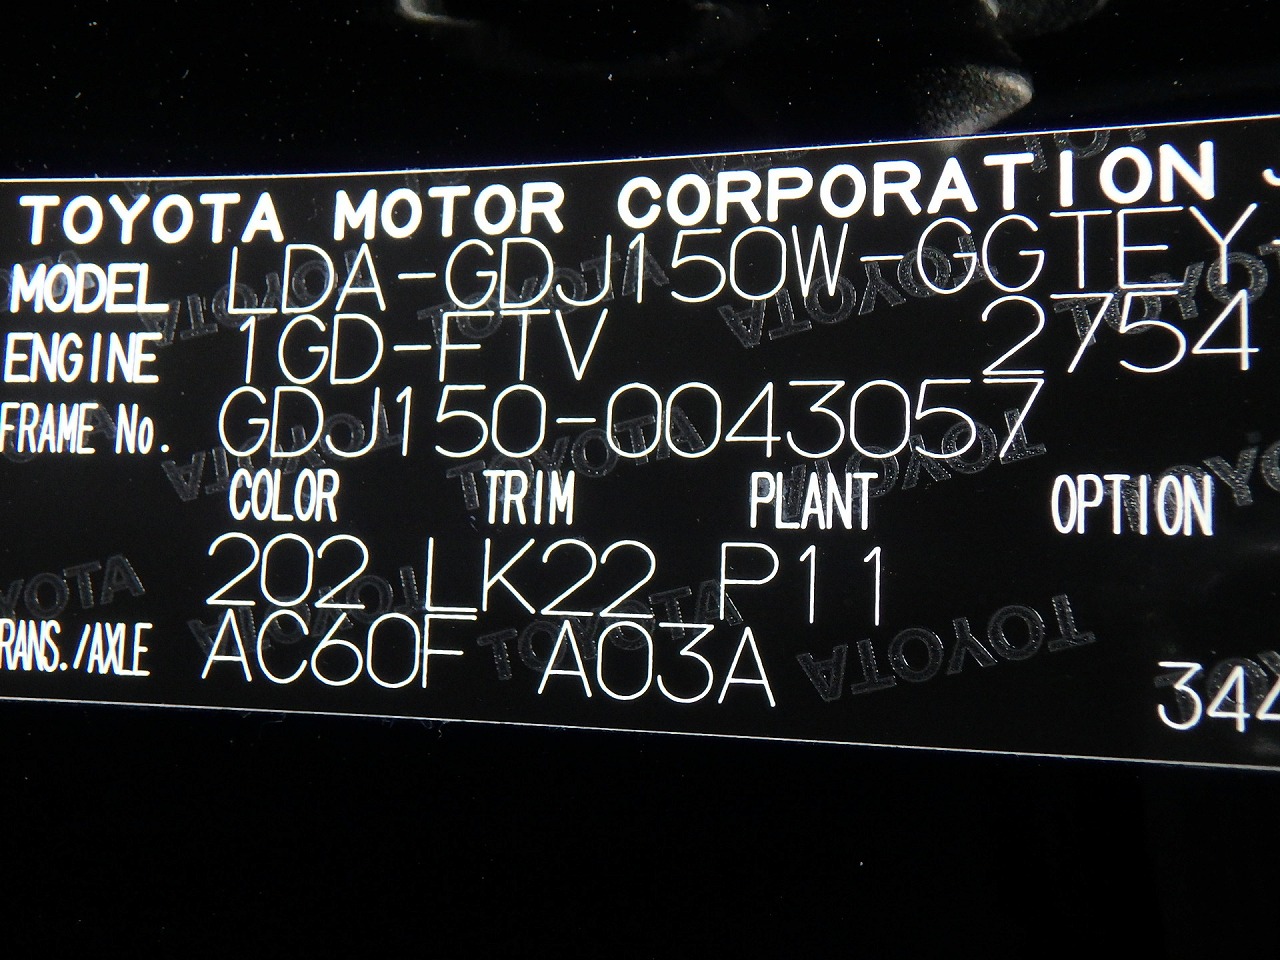 TOYOTA MOTOR CORPORATION
MODEL LDA-GDJ150W-GGTEY
ENGINE 1GD-FTV 2754
FRAME No. GDJ150-0043057
COLOR TRIM PLANT OPTION
202 LK22 P11
RANS./AXLE AC60F A03A
344